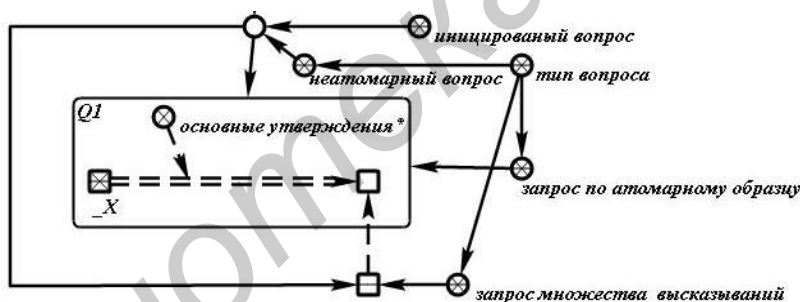 инициированый вопрос
неатомарный вопрос
тип вопроса
Q1
основные утверждения*
_X
запрос по атомарному образцу
запрос множества высказываний